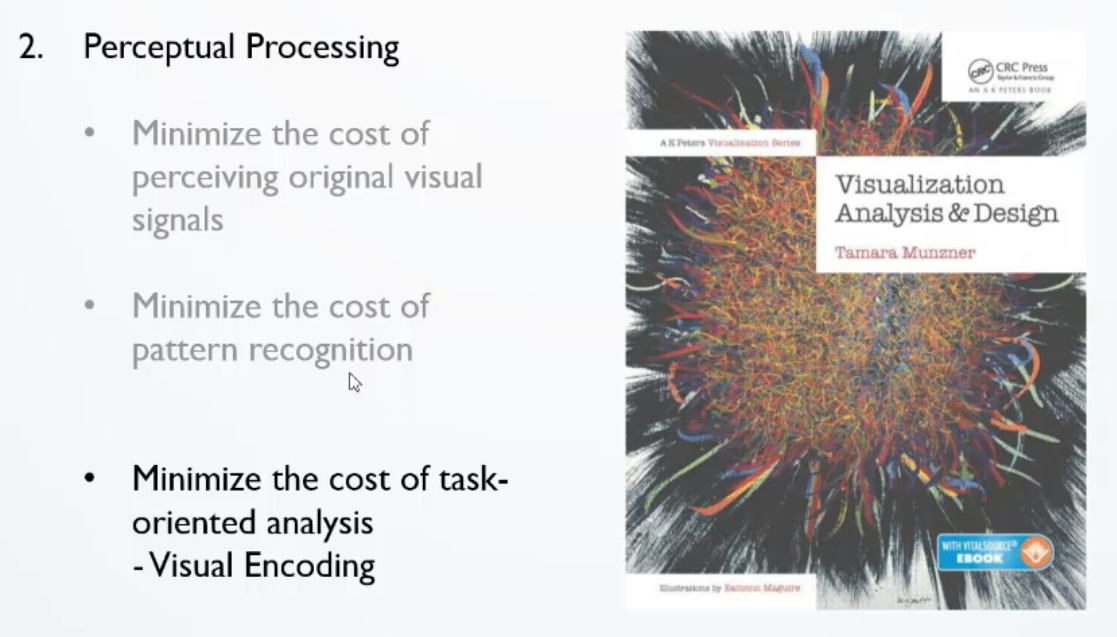 2. Perceptual Processing
• Minimize the cost of
perceiving original visual
signals
• Minimize the cost of
pattern recognition
• Minimize the cost of task-
oriented analysis
- Visual Encoding
CRC
CRC Press
Taylor & Francis Group
AN A K PETERS BOOK
A K Peters Visualization Series
Visualization
Analysis & Design
Tamara Munzner
WITH VITALSOURCE®
EBOOK
Illustrations by Eamonn Maguire